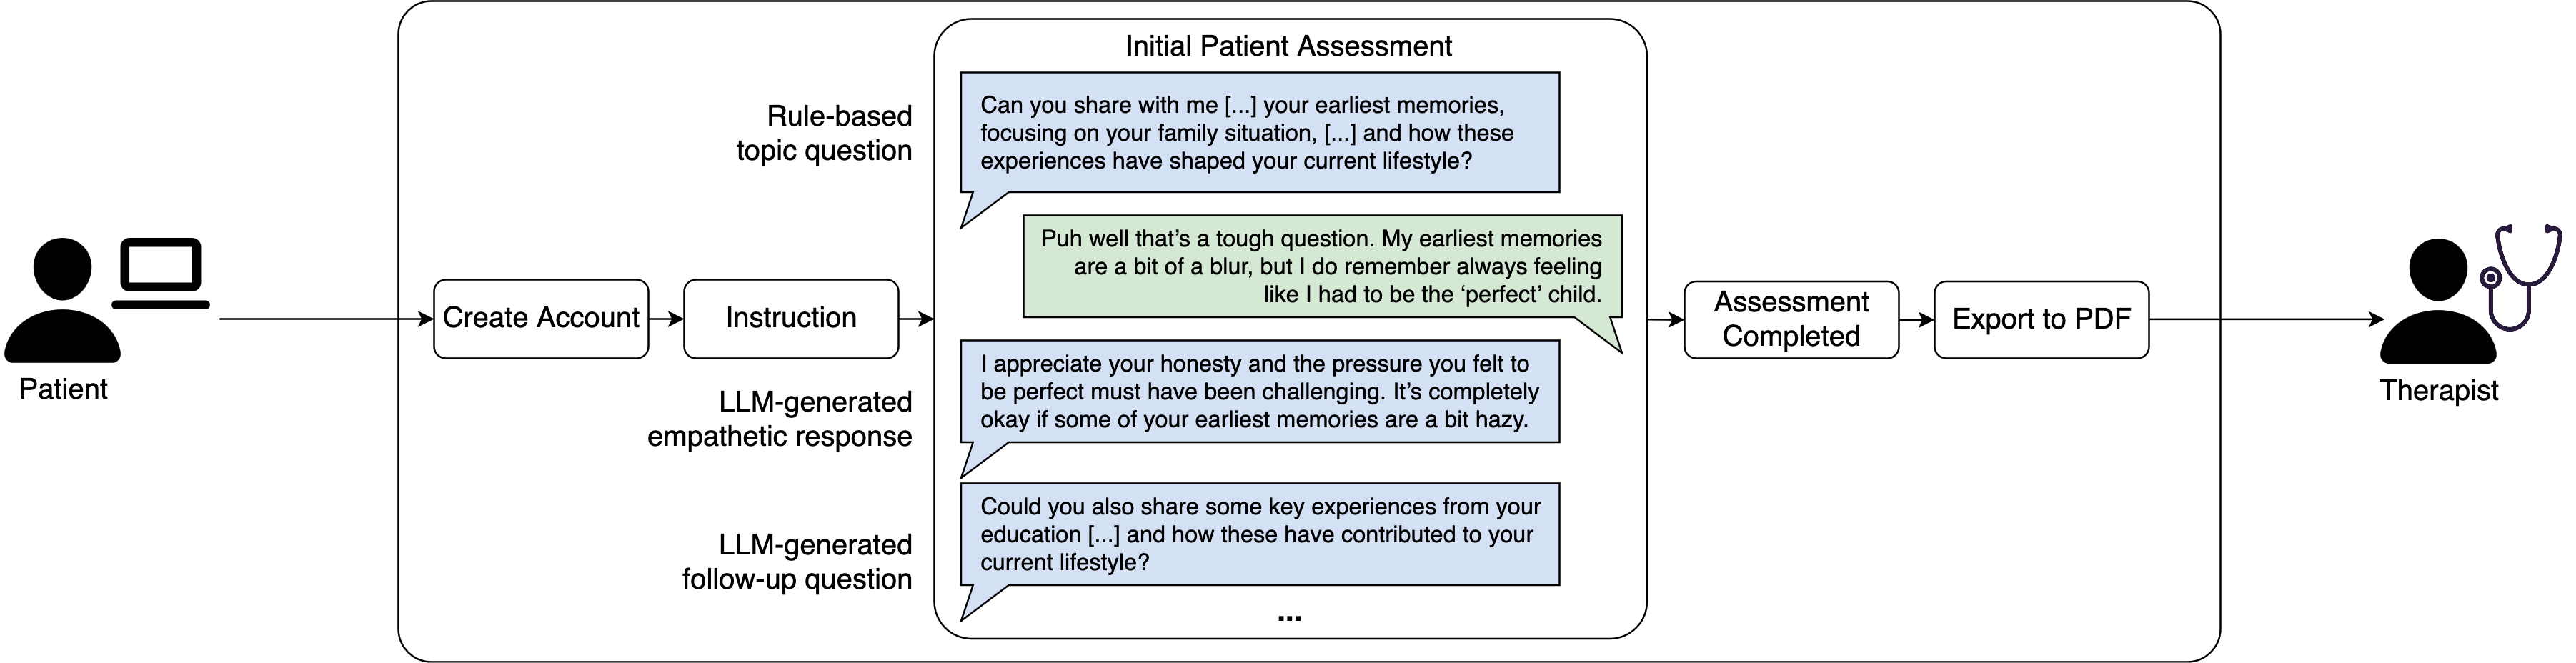 Initial Patient Assessment
Rule-based
topic question
Can you share with me [...] your earliest memories,
focusing on your family situation, [...] and how these
experiences have shaped your current lifestyle?
Puh well that’s a tough question. My earliest memories
are a bit of a blur, but I do remember always feeling
like I had to be the ‘perfect’ child.
Patient
Create Account
Instruction
LLM-generated
empathetic response
I appreciate your honesty and the pressure you felt to
be perfect must have been challenging. It’s completely
okay if some of your earliest memories are a bit hazy.
LLM-generated
follow-up question
Could you also share some key experiences from your
education [...] and how these have contributed to your
current lifestyle?
...
Assessment
Completed
Export to PDF
Therapist